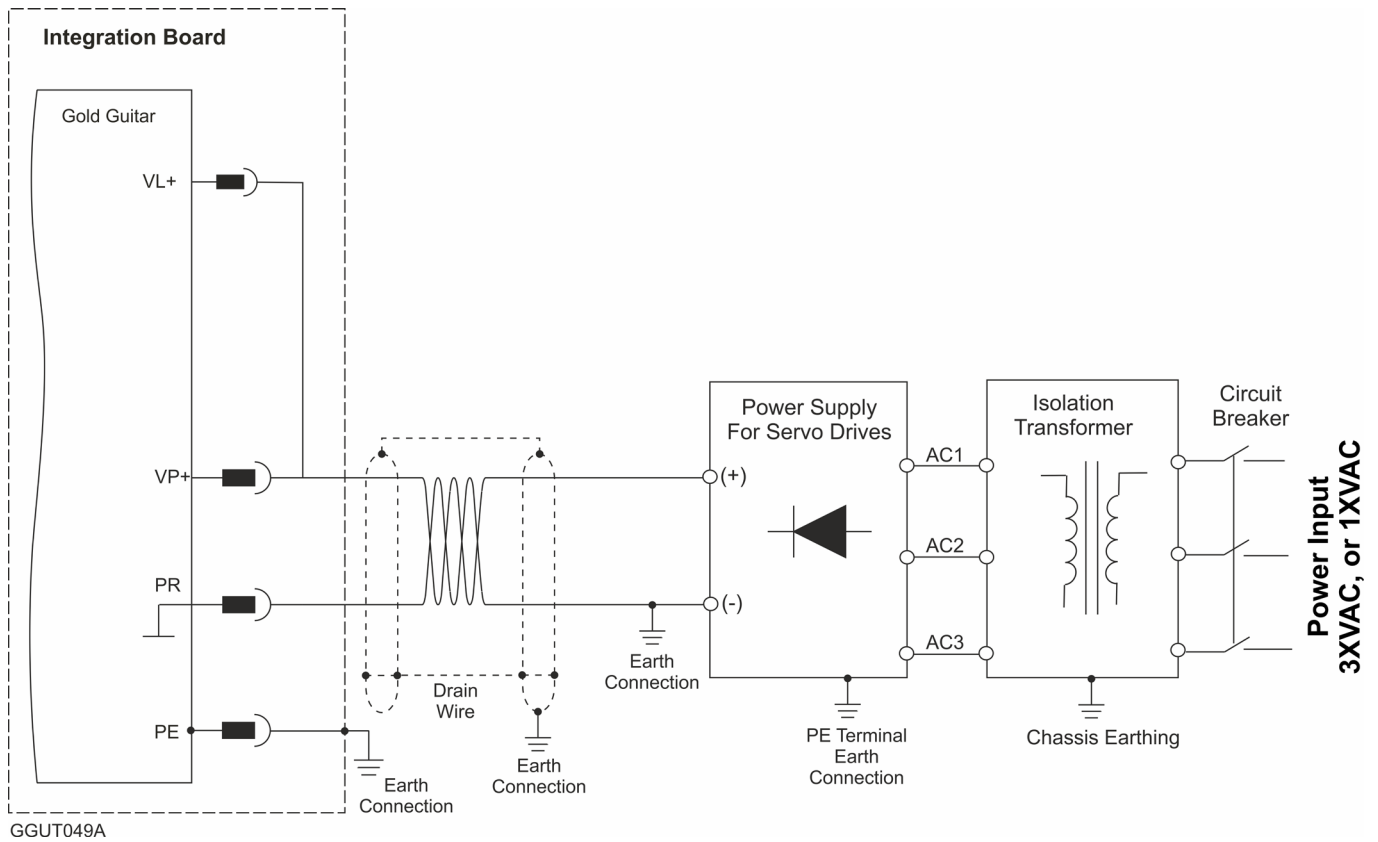 Integration Board
Gold Guitar
VL+
VP+
PR
PE
Drain
Wire
Earth
Connection
Earth
Connection
Earth
Connection
Power Supply
For Servo Drives
(+)
(-)
PE Terminal
Earth
Connection
AC1
AC2
AC3
Isolation
Transformer
Chassis Earthing
Circuit
Breaker
Power Input
3XVAC, or 1XVAC
GGUT049A